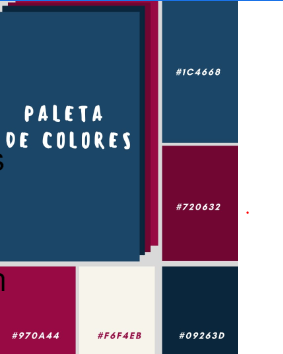 PALETA
DE COLORES
#1C4668
#720632
#970A44
#F6F4EB
#09263D